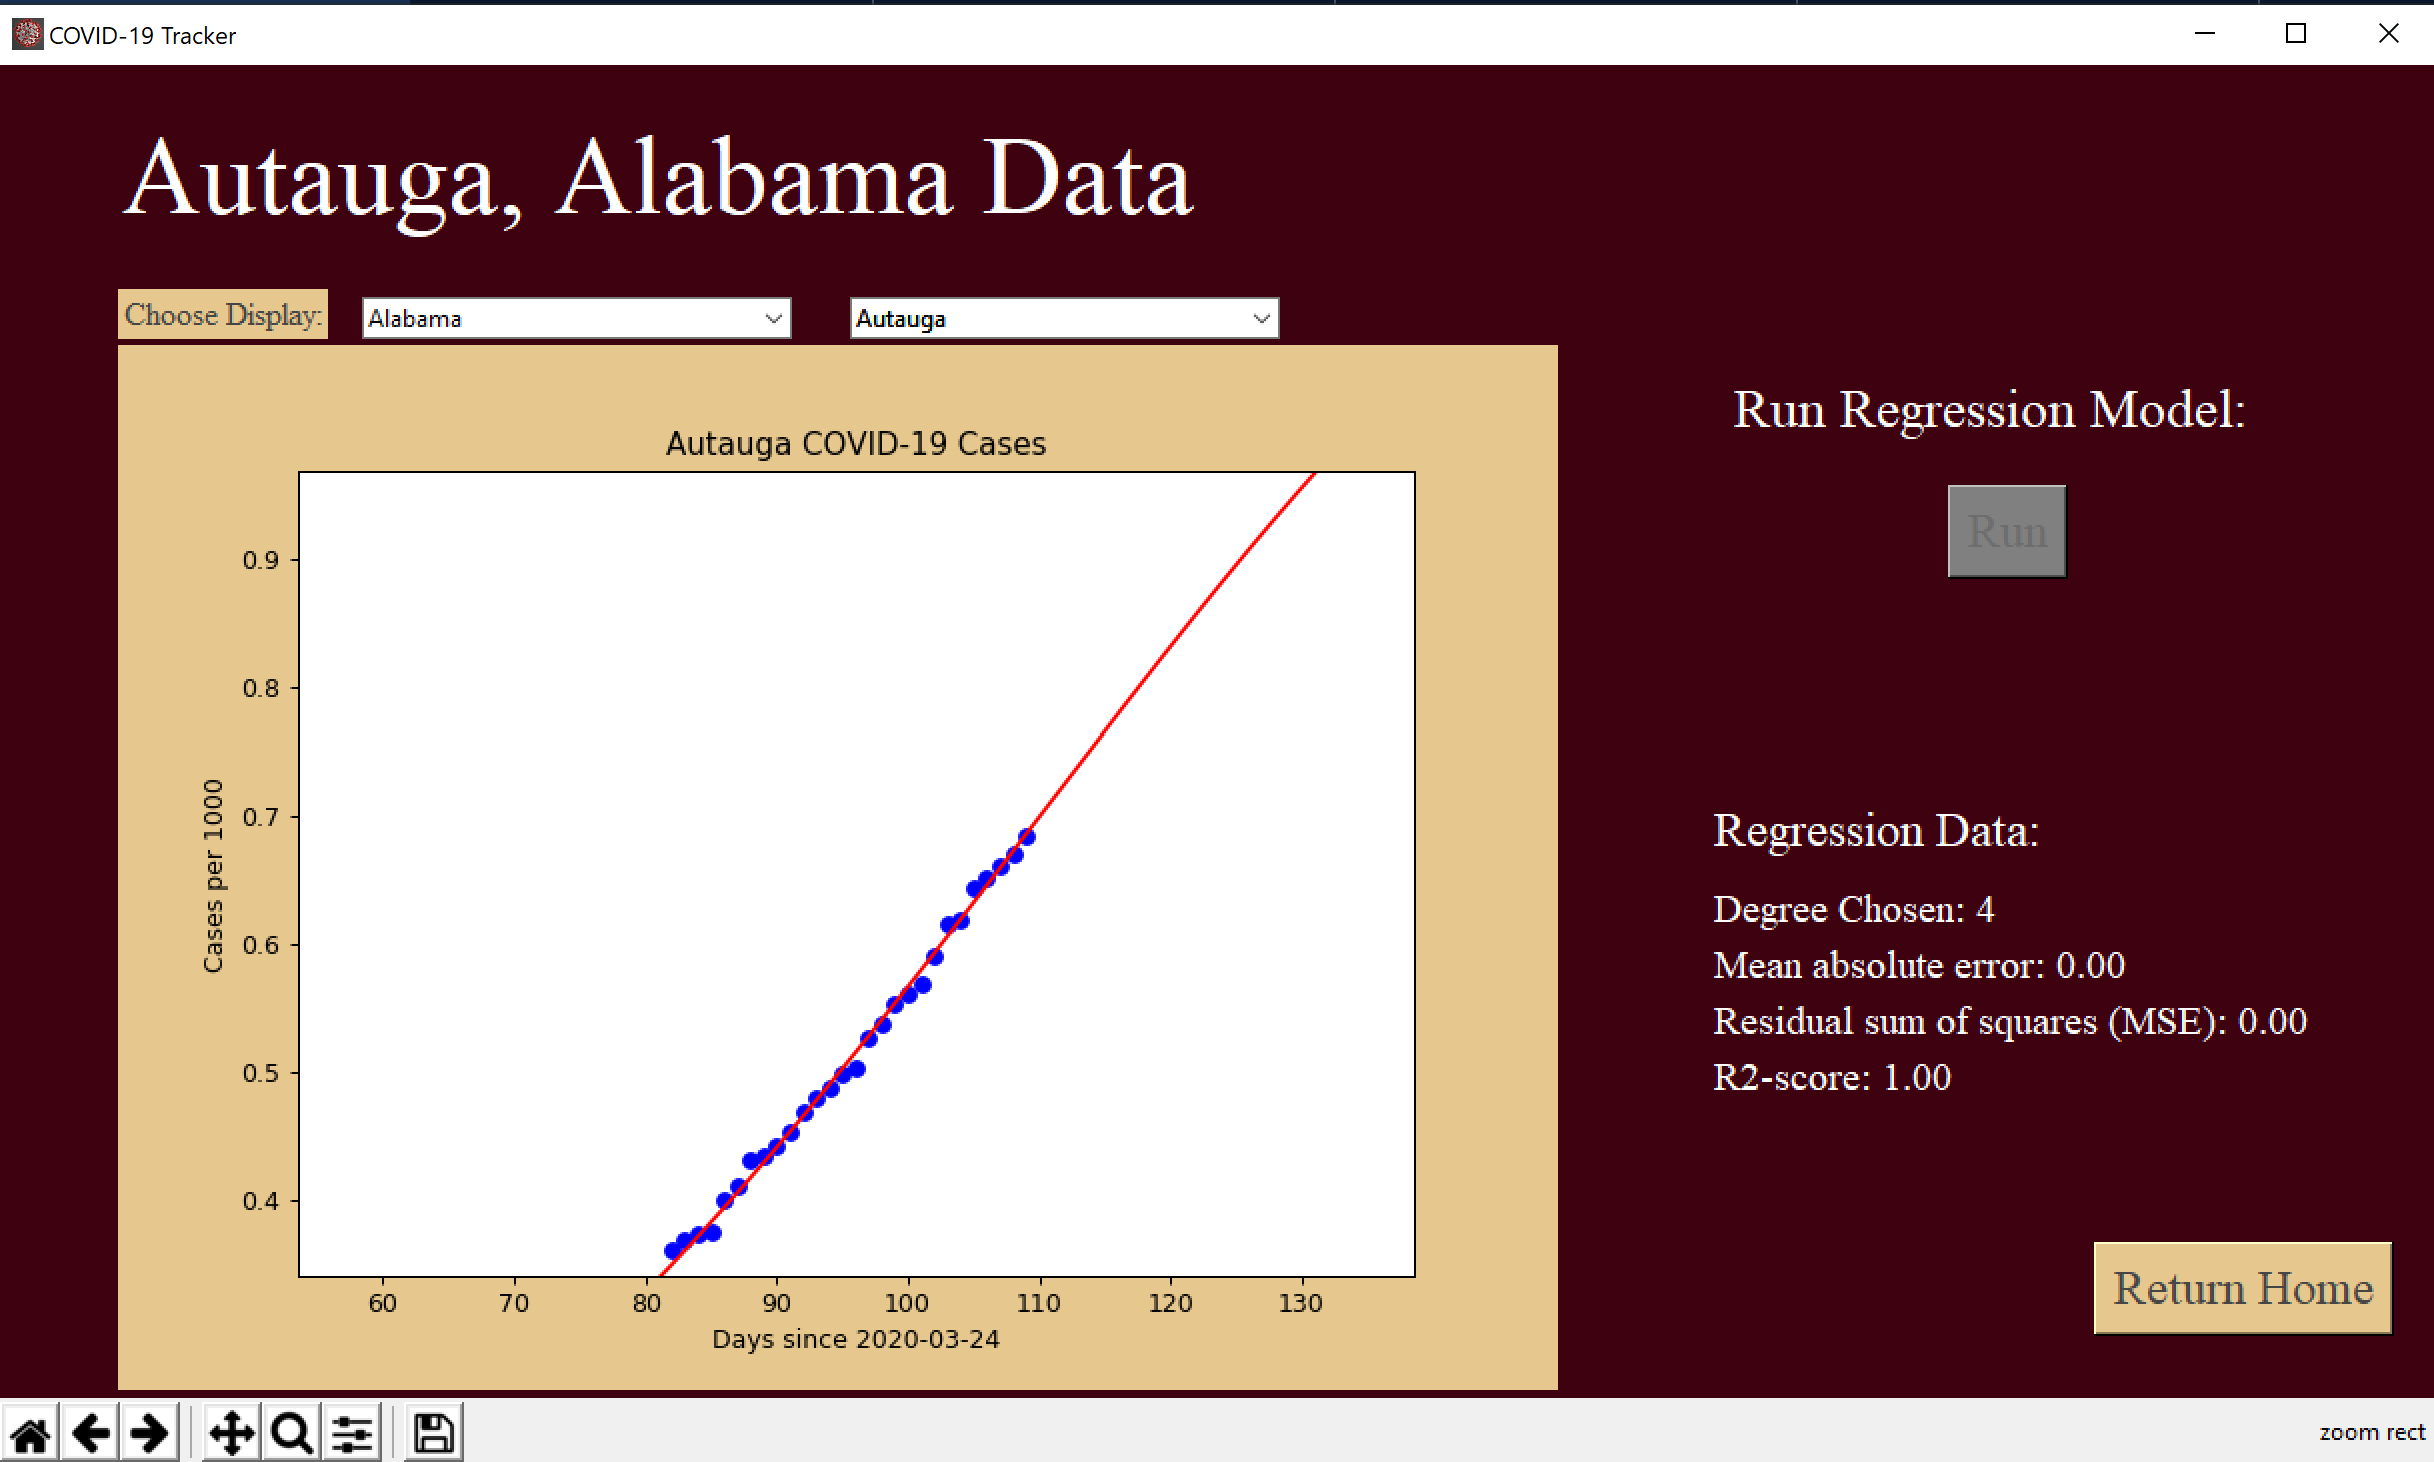 COVID-19 Tracker
Autauga, Alabama Data
Choose Display:
Alabama
Autauga
Autauga COVID-19 Cases
Cases per 1000
0.9
0.8
0.7
0.6
0.5
0.4
60 70 80 90 100 110 120 130
Days since 2020-03-24
Run Regression Model:
Run
Regression Data:
Degree Chosen: 4
Mean absolute error: 0.00
Residual sum of squares (MSE): 0.00
R2-score: 1.00
Return Home
zoom rect